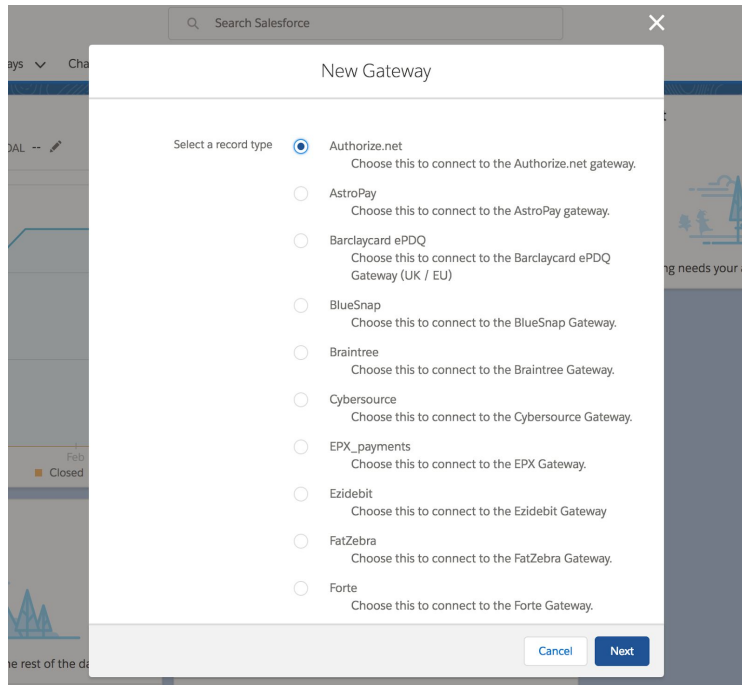 Search Salesforce
ays
Cha
New Gateway
OAL --
Select a record type
Authorize.net
Choose this to connect to the Authorize.net gateway.
AstroPay
Choose this to connect to the AstroPay gateway.
Barclaycard ePDQ
Choose this to connect to the Barclaycard ePDQ
Gateway (UK / EU)
ng needs your
BlueSnap
Choose this to connect to the BlueSnap Gateway.
Braintree
Choose this to connect to the Braintree Gateway.
Cybersource
Choose this to connect to the Cybersource Gateway.
EPX_payments
Choose this to connect to the EPX Gateway.
Feb
Closed
Ezidebit
Choose this to connect to the Ezidebit Gateway
FatZebra
Choose this to connect to the FatZebra Gateway.
Forte
Choose this to connect to the Forte Gateway.
Cancel
Next
he rest of the da